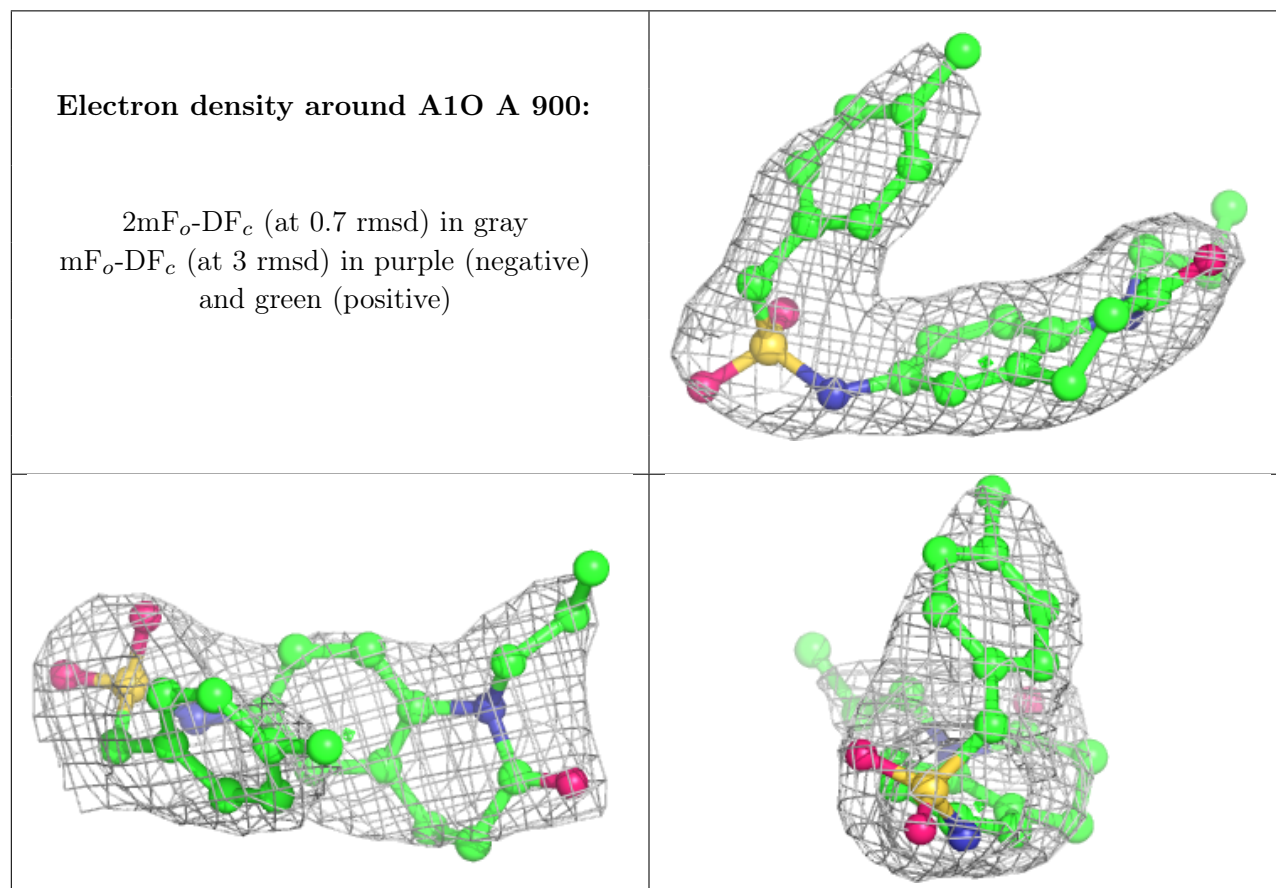 Electron density around A1O A 900:
2mFo-DFc (at 0.7 rmsd) in gray
mFo-DFc (at 3 rmsd) in purple (negative)
and green (positive)